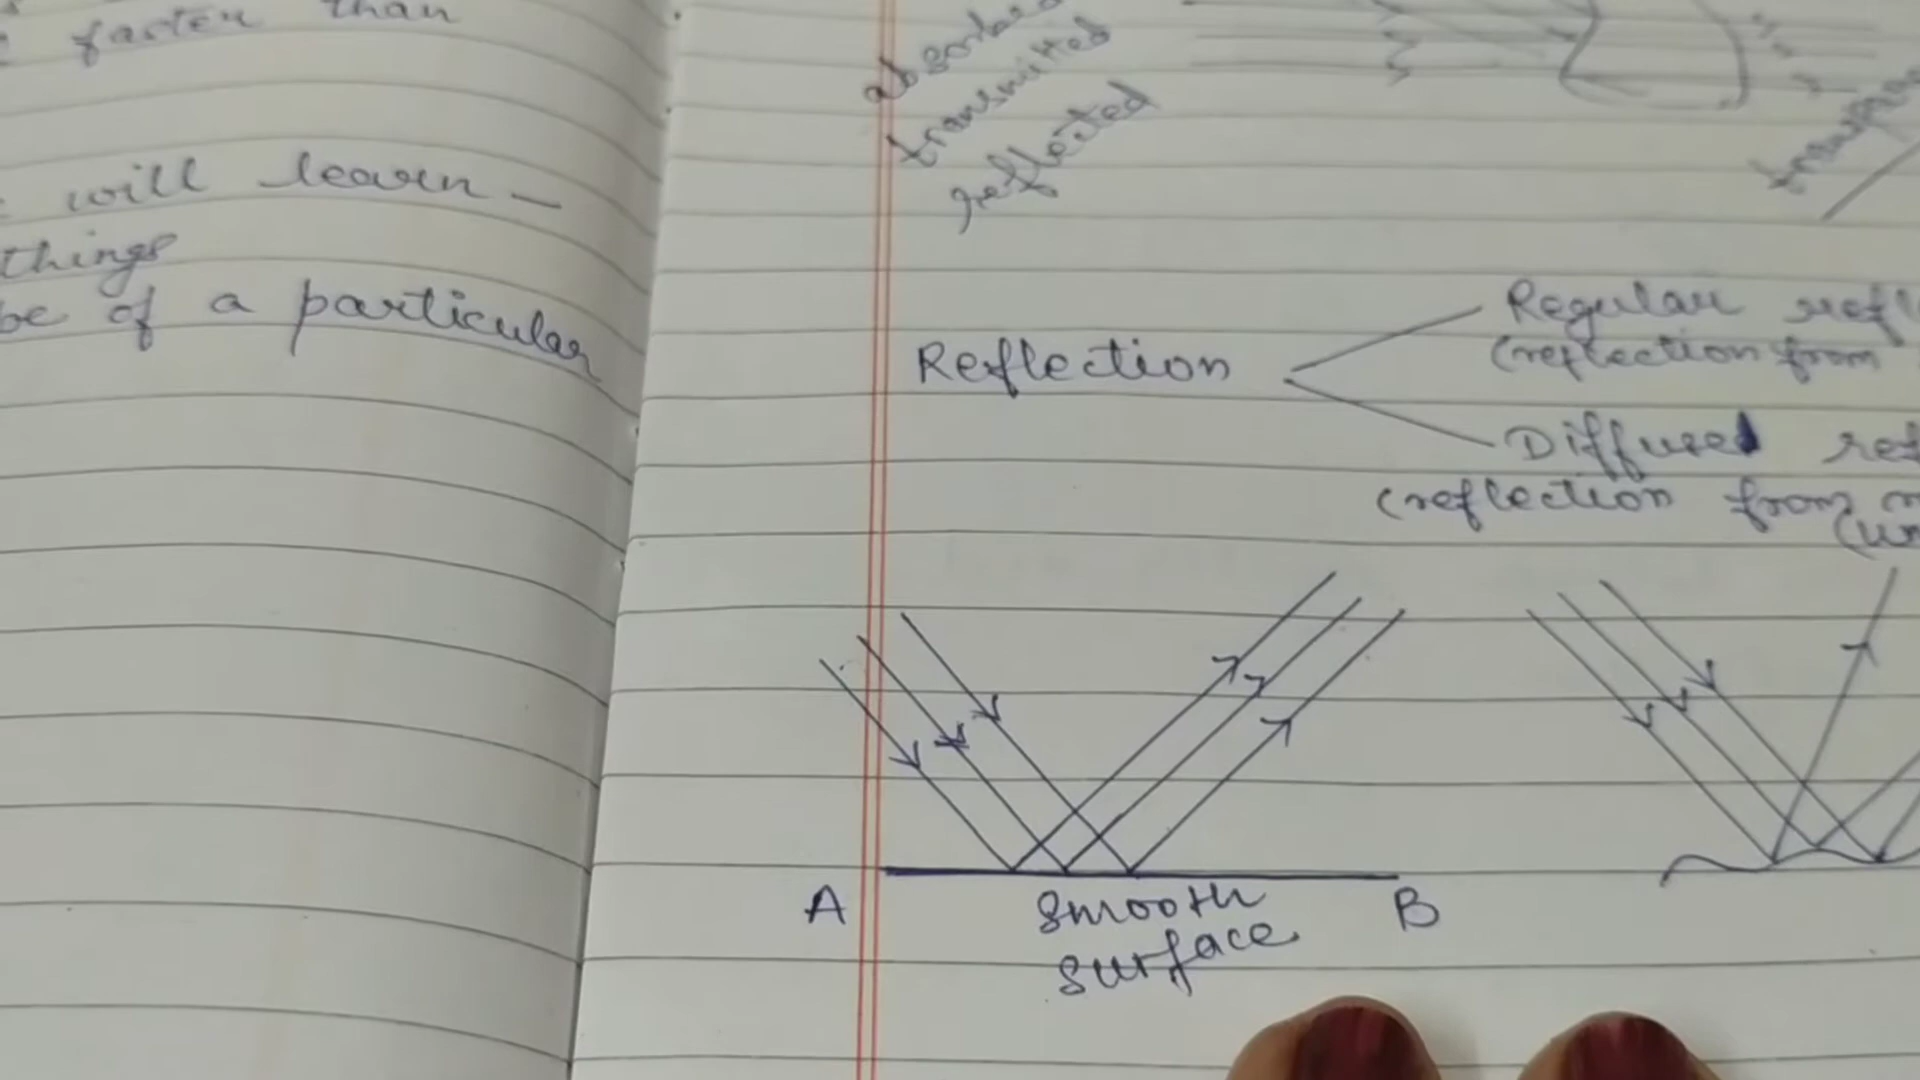 faster than
will learn -
things
be of a particular
absorbed
transmitted
reflected
Reflection
Regular
(reflection from
Diffused
(reflection from
A
Smooth
surface
B